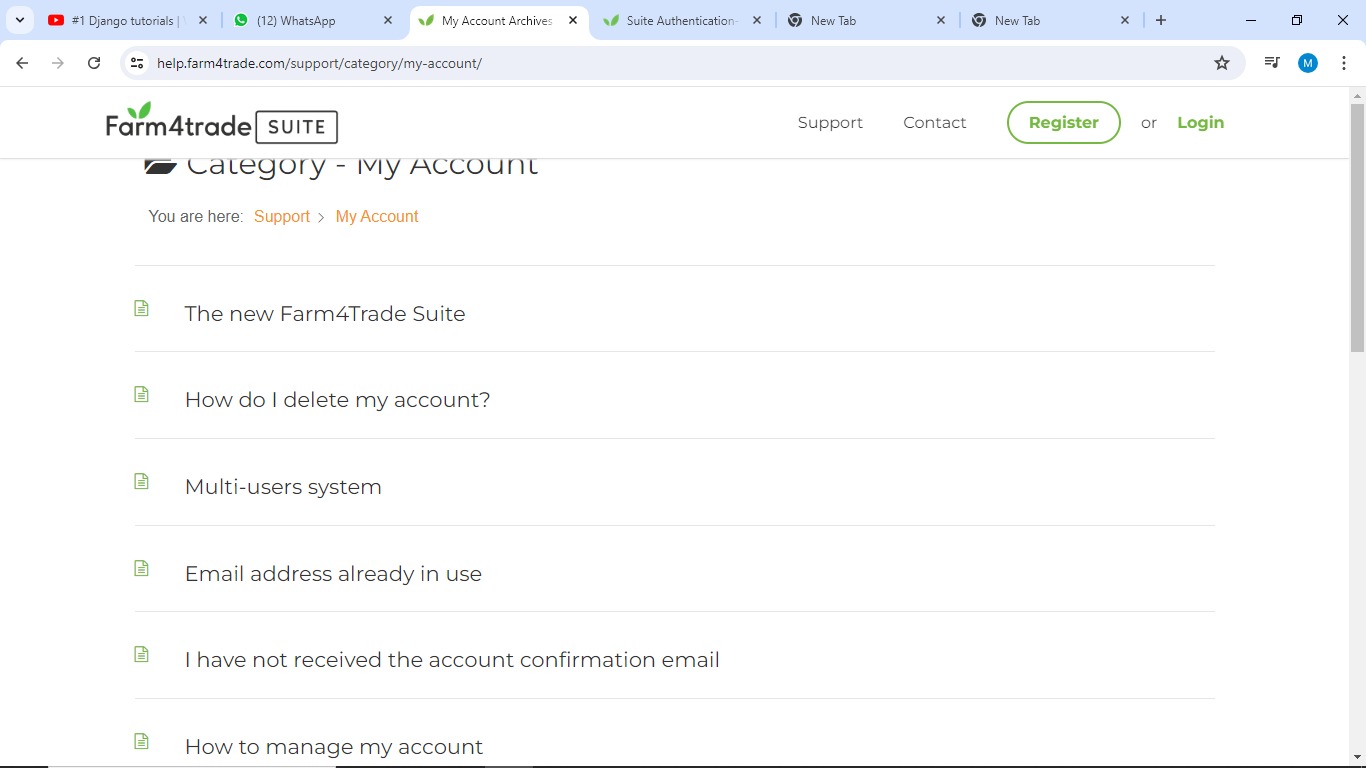 #1 Django tutorials |
(12) WhatsApp
My Account Archives
Suite Authentication-
New Tab
New Tab
help.farm4trade.com/support/category/my-account/
M
Farm4trade SUITE
Support
Contact
Register
or
Login
Category - My Account
You are here: Support > My Account
The new Farm4Trade Suite
How do I delete my account?
Multi-users system
Email address already in use
I have not received the account confirmation email
How to manage my account